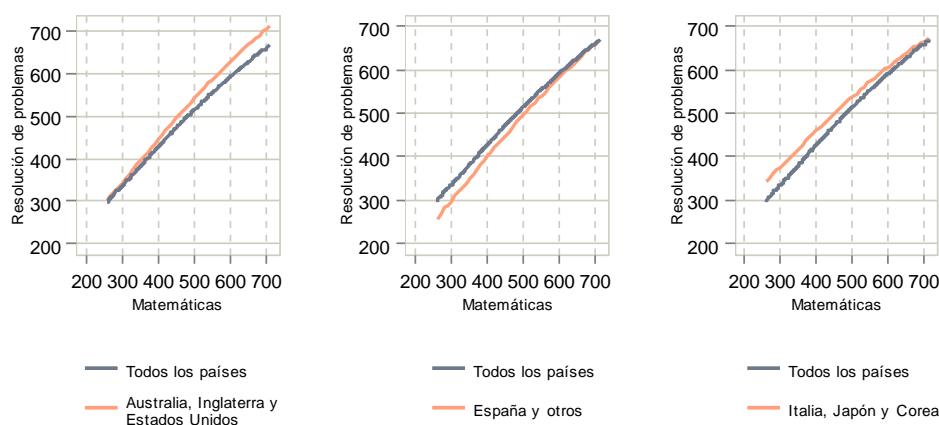 Resolución de problemas
700
600
500
400
300
200
200 300 400 500 600 700
Matemáticas
Todos los países
Australia, Inglaterra y
Estados Unidos
Resolución de problemas
700
600
500
400
300
200
200 300 400 500 600 700
Matemáticas
Todos los países
España y otros
Resolución de problemas
700
600
500
400
300
200
200 300 400 500 600 700
Matemáticas
Todos los países
Italia, Japón y Corea